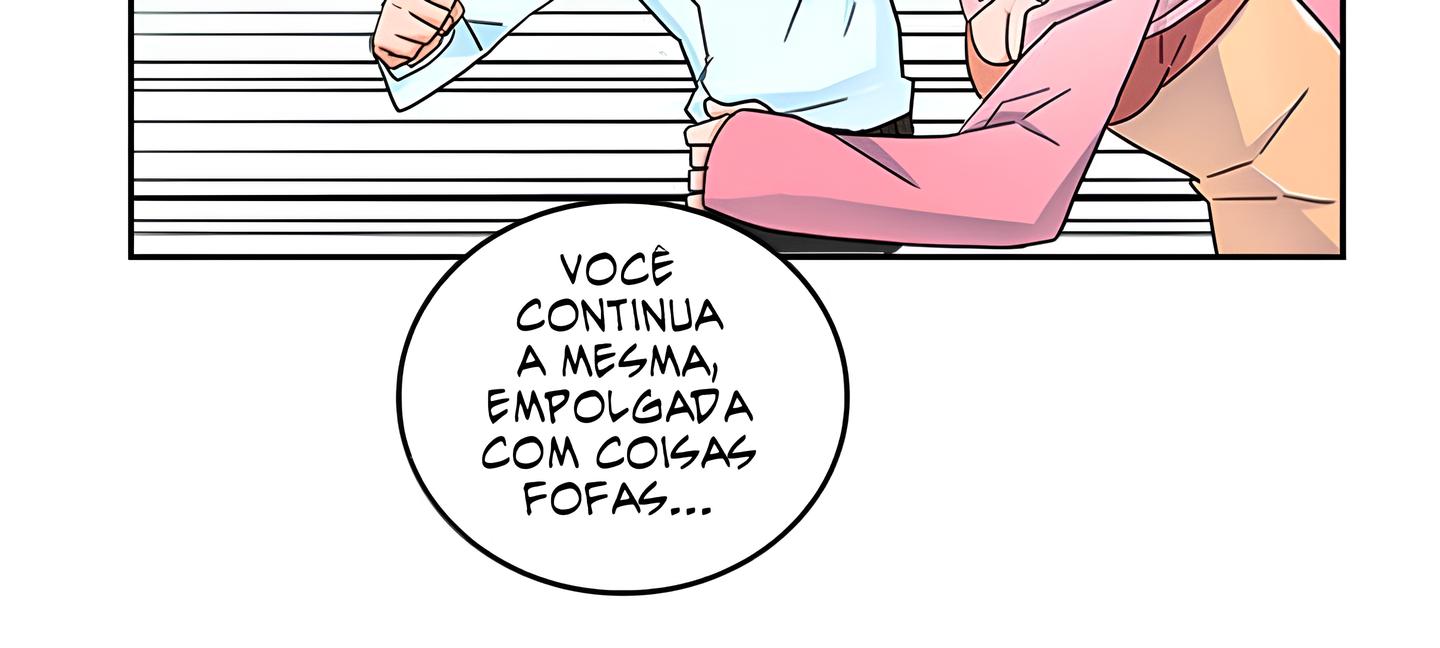 VOCÊ
CONTINUA
A MESMA,
EMPOLGADA
COM COISAS
FOFAS...